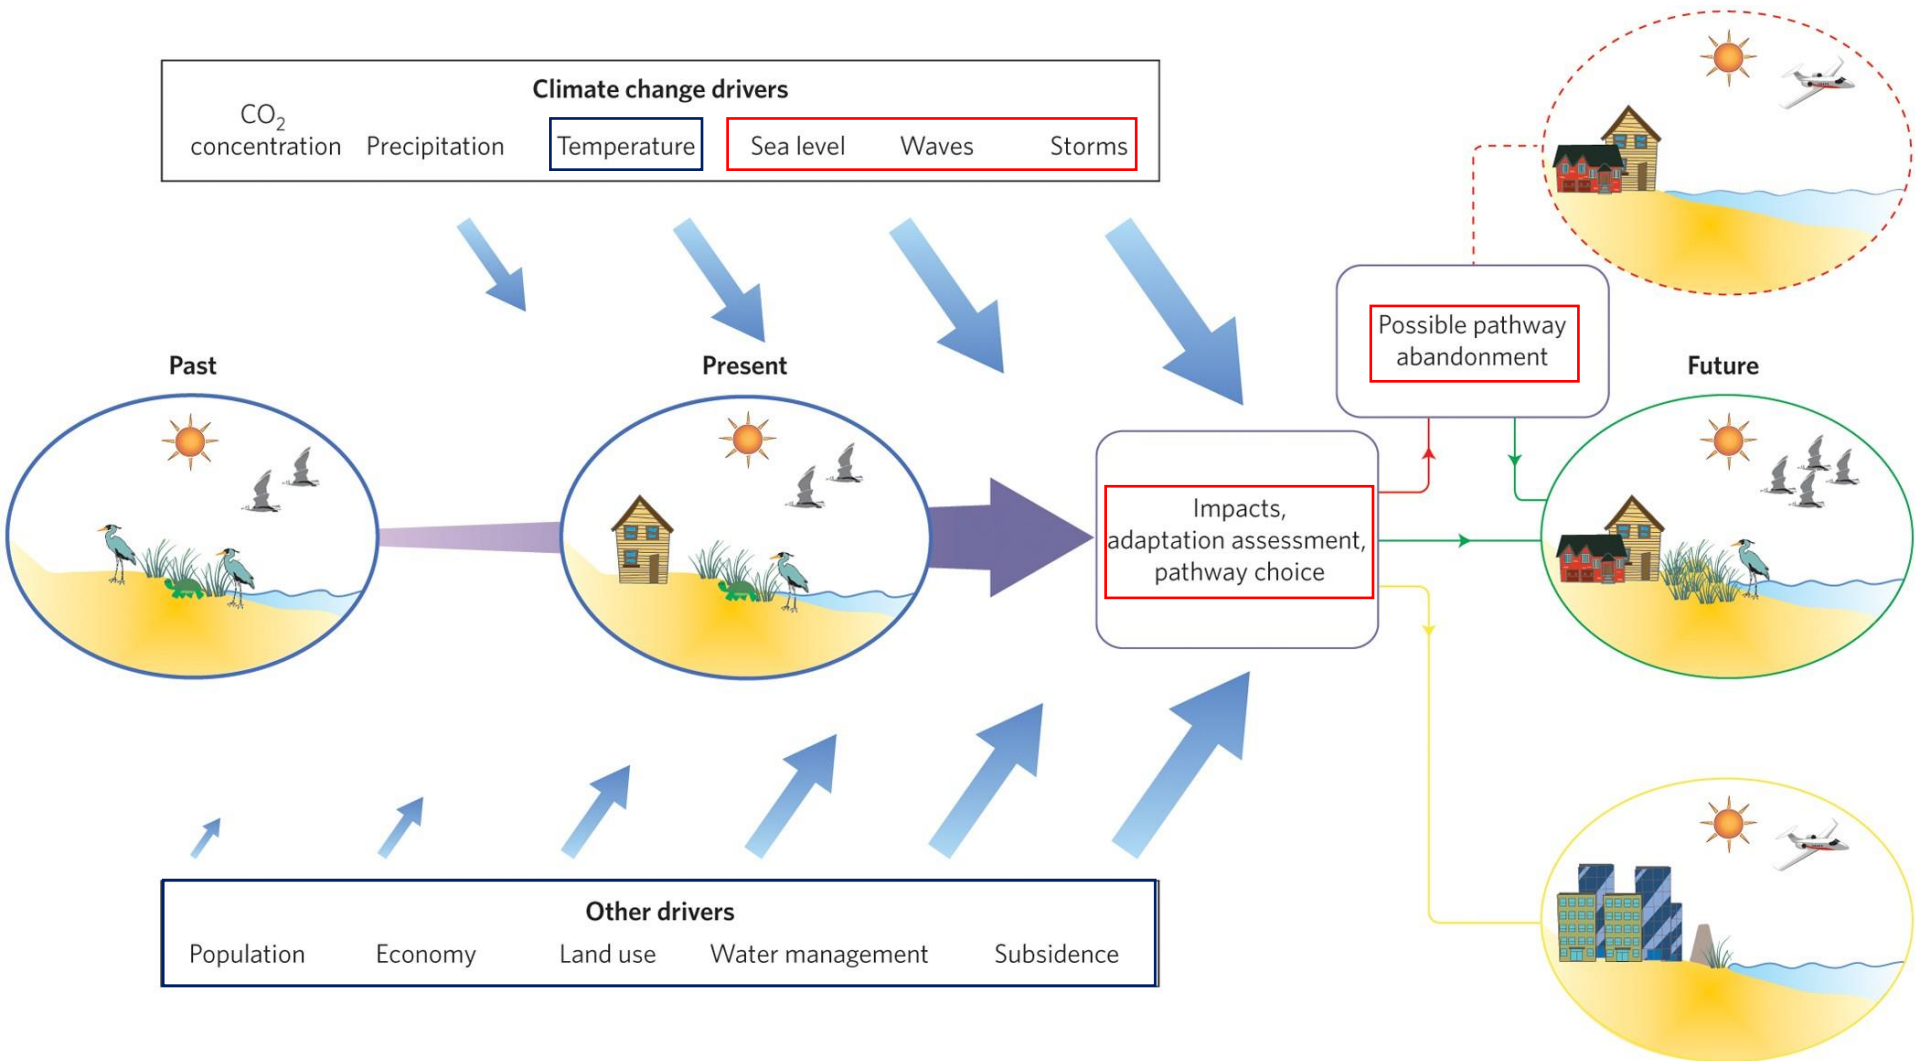 Climate change drivers
CO₂
concentration Precipitation Temperature Sea level Waves Storms
Possible pathway
abandonment
Past Present Future
Impacts,
adaptation assessment,
pathway choice
Other drivers
Population Economy Land use Water management Subsidence